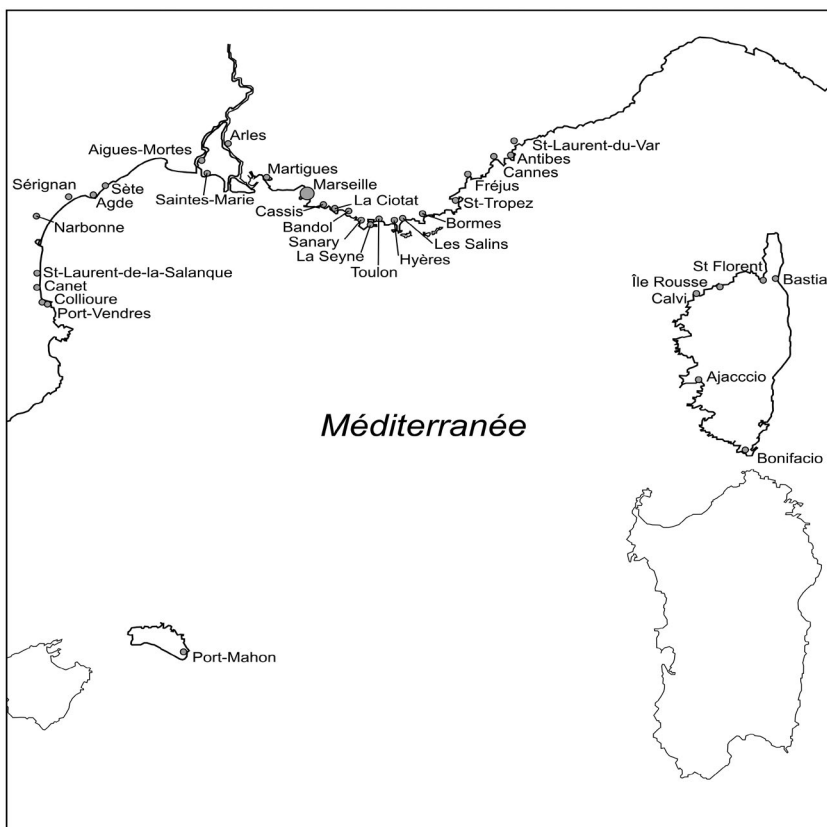 St-Laurent-du-Var
Antibes
Cannes
Fréjus
St-Tropez
Arles
Aigues-Mortes
Martigues
Marseille
Sérignan
Sète
Agde
Saintes-Marie
Cassis
La Ciotat
Bandol
Sanary
La Seyne
Toulon
Hyères
Les Salins
Bormes
Narbonne
St-Laurent-de-la-Salanque
Canet
Collioure
Port-Vendres
St Florent
Île Rousse
Bastia
Calvi
Ajacccio
Méditerranée
Bonifacio
Port-Mahon